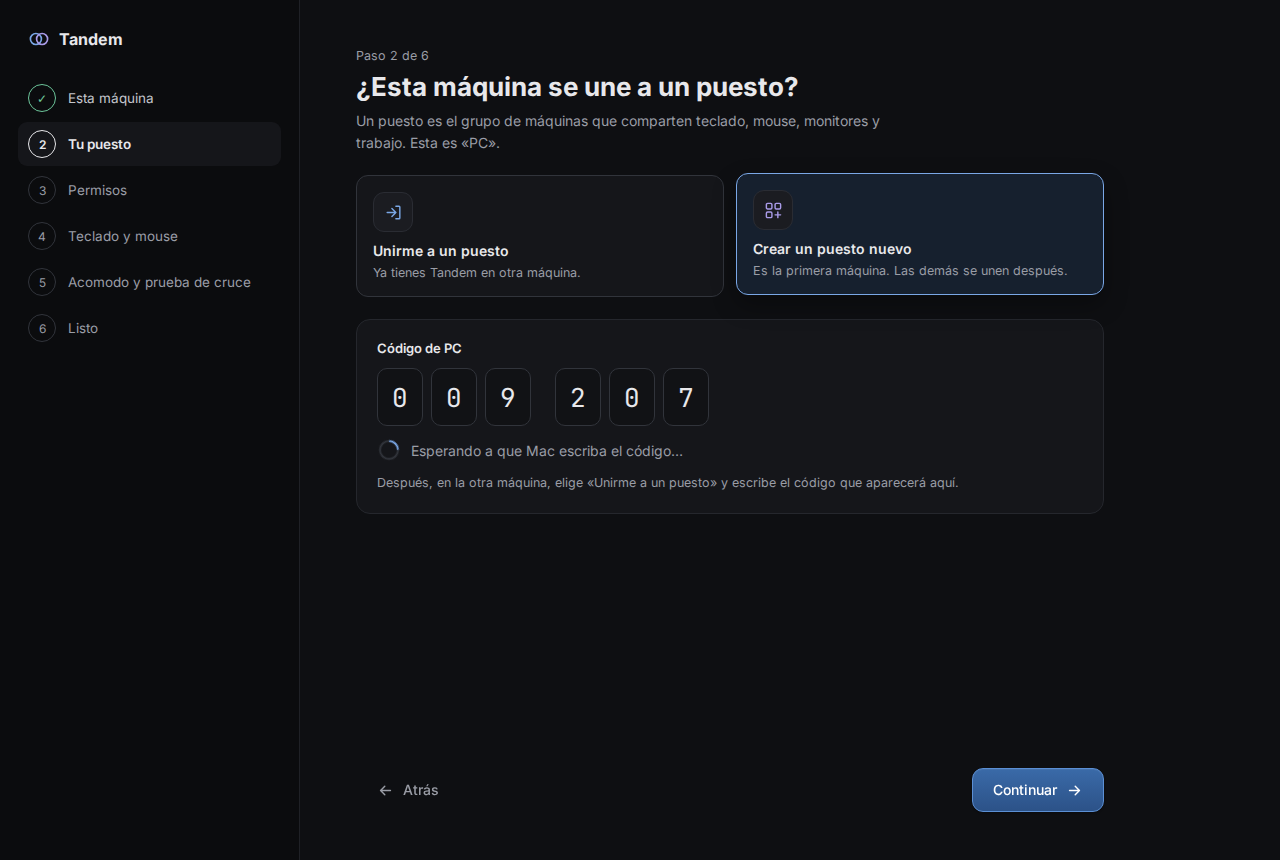 Tandem
✓ Esta máquina
2 Tu puesto
3 Permisos
4 Teclado y mouse
5 Acomodo y prueba de cruce
6 Listo
Paso 2 de 6
¿Esta máquina se une a un puesto?
Un puesto es el grupo de máquinas que comparten teclado, mouse, monitores y
trabajo. Esta es «PC».
Unirme a un puesto
Ya tienes Tandem en otra máquina.
Crear un puesto nuevo
Es la primera máquina. Las demás se unen después.
Código de PC
0 0 9 2 0 7
Esperando a que Mac escriba el código…
Después, en la otra máquina, elige «Unirme a un puesto» y escribe el código que aparecerá aquí.
← Atrás
Continuar →